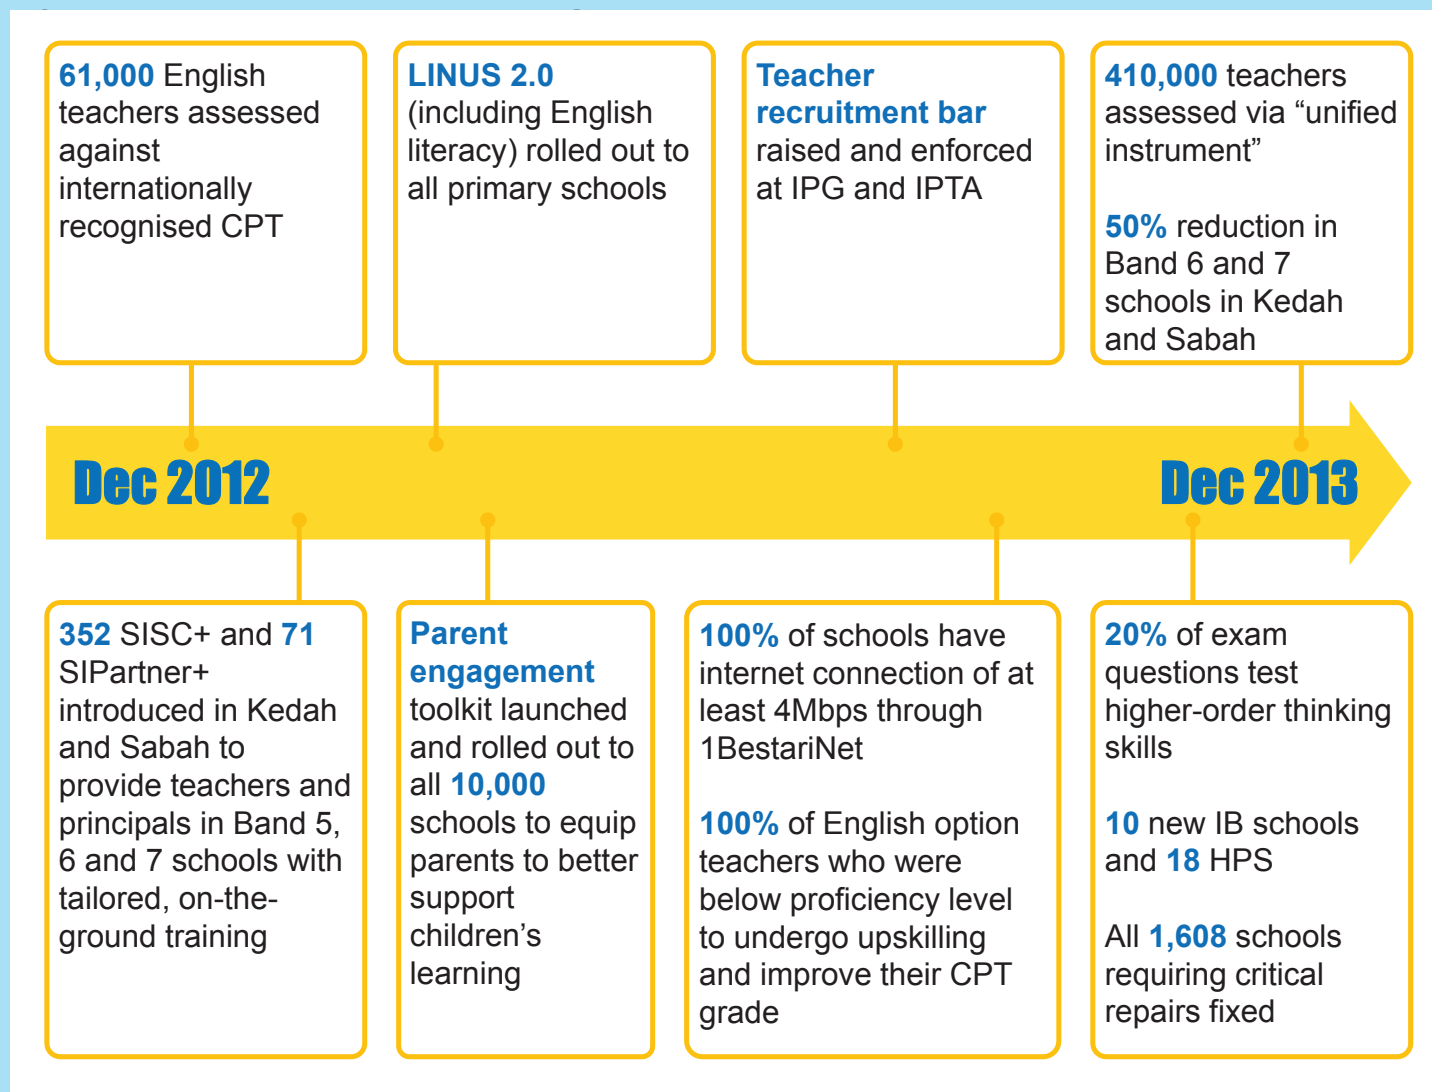 61,000 English
teachers assessed
against
internationally
recognised CPT
LINUS 2.0
(including English
literacy) rolled out to
all primary schools
Teacher
recruitment bar
raised and enforced
at IPG and IPTA
410,000 teachers
assessed via “unified
instrument”
50% reduction in
Band 6 and 7
schools in Kedah
and Sabah
Dec 2012
Dec 2013
352 SISC+ and 71
SIPartner+
introduced in Kedah
and Sabah to
provide teachers and
principals in Band 5,
6 and 7 schools with
tailored, on-the-
ground training
Parent
engagement
toolkit launched
and rolled out to
all 10,000
schools to equip
parents to better
support
children’s
learning
100% of schools have
internet connection of at
least 4Mbps through
1BestariNet
100% of English option
teachers who were
below proficiency level
to undergo upskilling
and improve their CPT
grade
20% of exam
questions test
higher-order thinking
skills
10 new IB schools
and 18 HPS
All 1,608 schools
requiring critical
repairs fixed